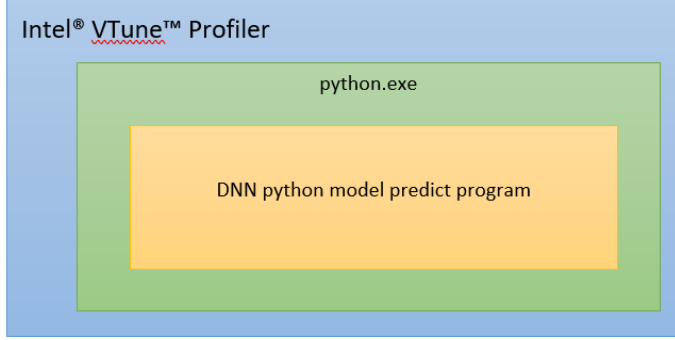 Intel® VTune™ Profiler
python.exe
DNN python model predict program